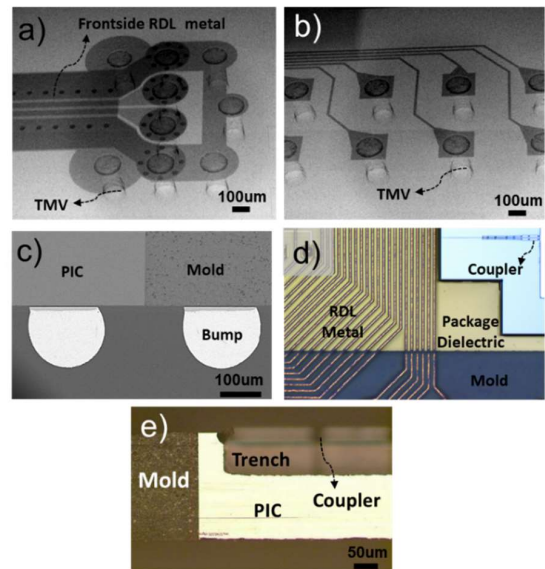 a)
Frontside RDL metal
TMV
100um
b)
TMV
100um
c)
PIC
Mold
Bump
100um
d)
Coupler
RDL
Metal
Package
Dielectric
Mold
e)
Mold
Trench
Coupler
PIC
50um